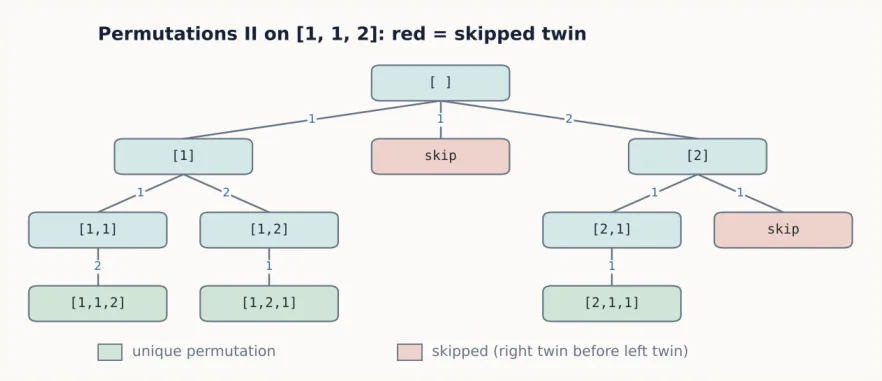 Permutations II on [1, 1, 2]: red = skipped twin
[ ]
1 1 2
[1] skip [2]
1 2 1 1
[1,1] [1,2] [2,1] skip
2 1 1
[1,1,2] [1,2,1] [2,1,1]
unique permutation skipped (right twin before left twin)